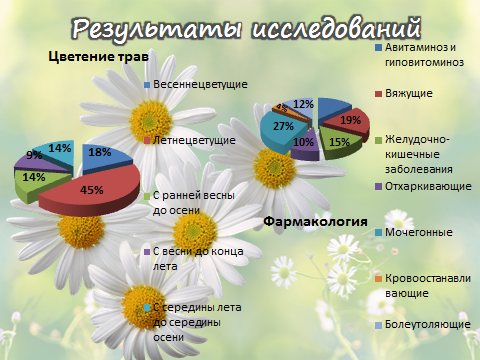 Результаты исследований
Цветение трав
Весеннецветущие
Летнецветущие
С ранней весны
до осени
С весны до конца
лета
С середины лета
до середины
осени
18%
45%
14%
9%
14%
Авитаминоз и
гиповитоминоз
Вяжущие
Желудочно-
кишечные
заболевания
Отхаркивающие
Мочегонные
Кровоостанавли
вающие
Болеутоляющие
19%
15%
10%
27%
4%
12%
Фармакология